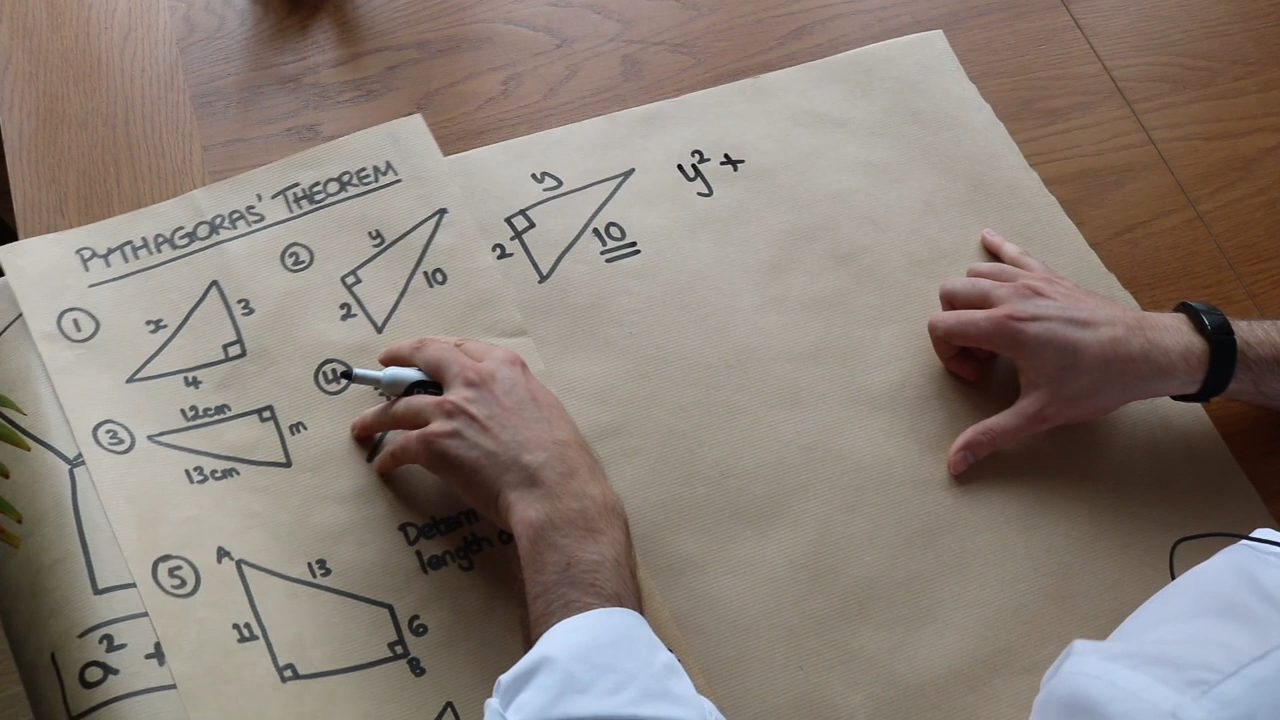 PYTHAGORAS' THEOREM
①
x
3
4
②
y
10
2
③
12cm
m
13cm
④
Determ
length o
⑤
A
13
11
6
B
a² +
y
2
10
y² +